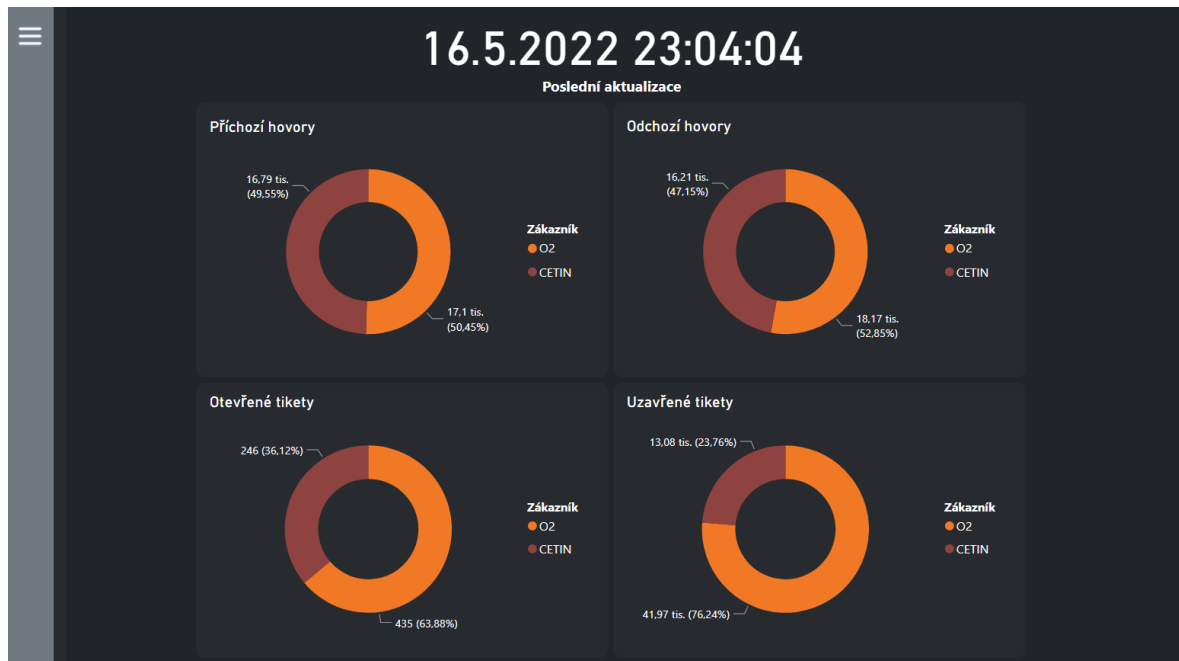 16.5.2022 23:04:04
Poslední aktualizace
Příchozí hovory
16,79 tis.
(49,55%)
17,1 tis.
(50,45%)
Zákazník
O2
CETIN
Odchozí hovory
16,21 tis.
(47,15%)
18,17 tis.
(52,85%)
Zákazník
O2
CETIN
Otevřené tikety
246 (36,12%)
435 (63,88%)
Zákazník
O2
CETIN
Uzavřené tikety
13,08 tis. (23,76%)
41,97 tis. (76,24%)
Zákazník
O2
CETIN